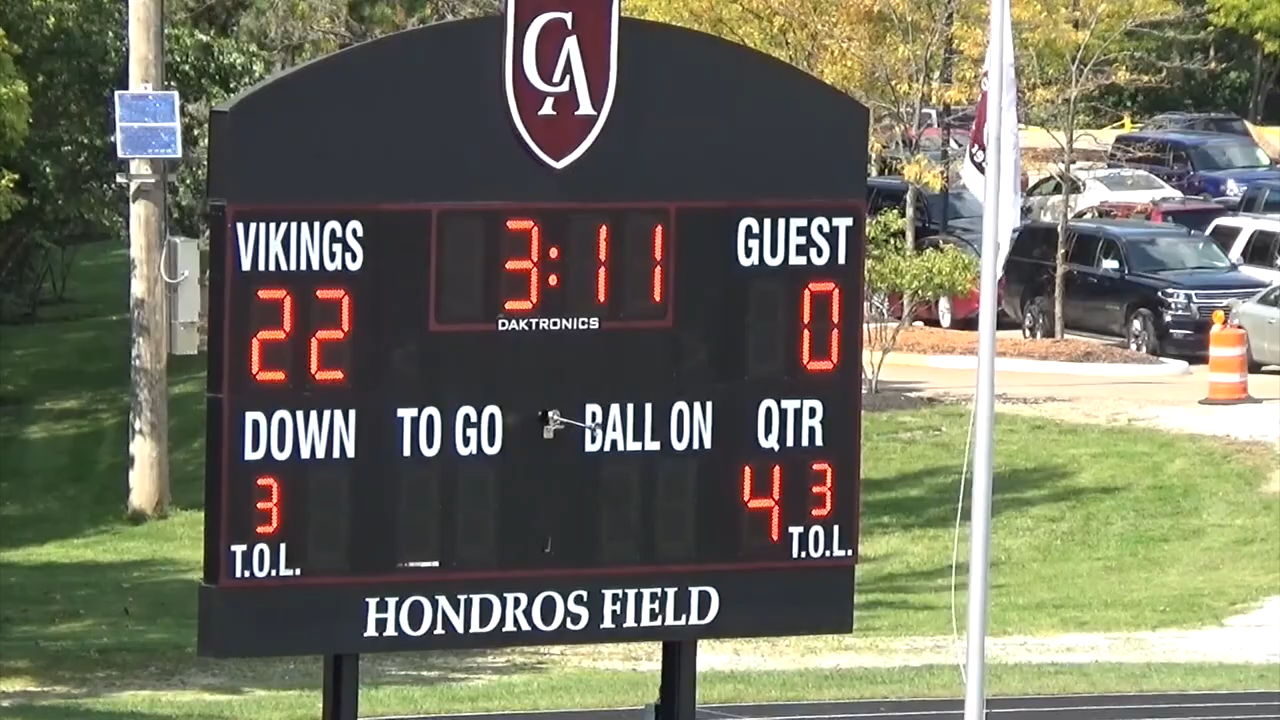 CA
VIKINGS 3:11 GUEST
22 DAKTRONICS 0
DOWN TO GO BALL ON QTR
3 4 3
T.O.L. T.O.L.
HONDROS FIELD